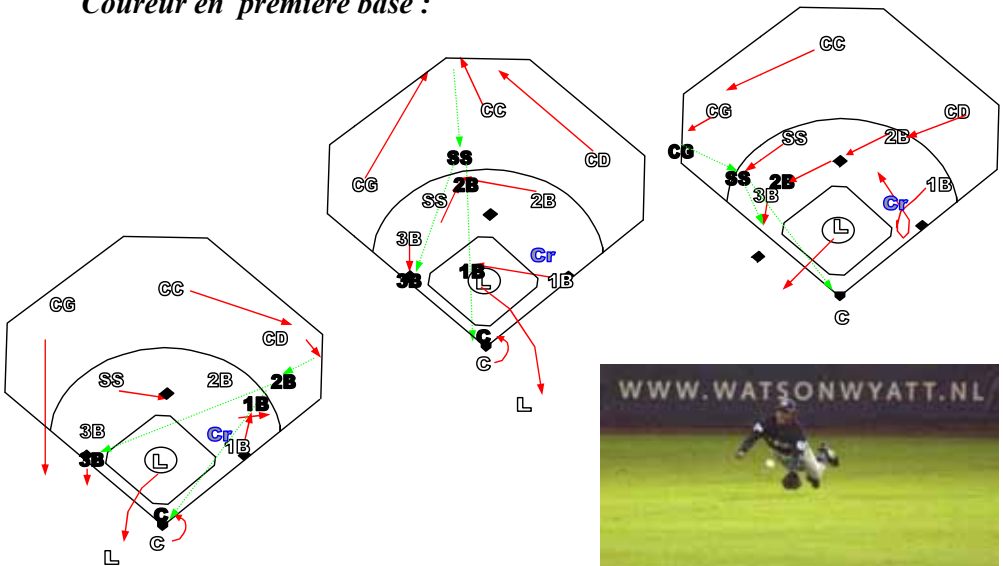 Coureur en première base :
CC
SS
2B
CG
CD
SS
2B
3B
Cr
3B
1B
L
1B
C
C
L
CC
CG
CD
SS
2B
CG
SS
2B
3B
1B
Cr
L
C
CC
CG
CD
SS
2B
2B
1B
3B
Cr
1B
3B
L
C
C
L
WWW.WATSONWYATT.NL/